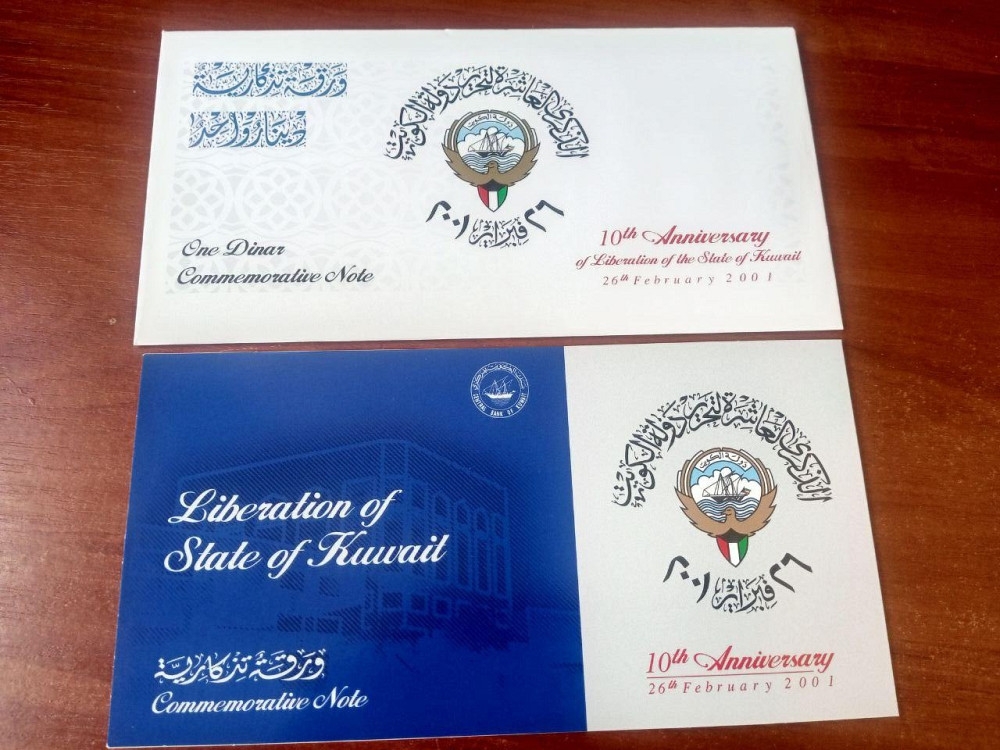 ورقة تذكارية
دينار واحد
الذكرى العاشرة لتحرير دولة الكويت
دولة الكويت
٢٦ فبراير ٢٠٠١
One Dinar
Commemorative Note
10th Anniversary
of Liberation of the State of Kuwait
26th February 2001
بنك الكويت المركزي
CENTRAL BANK OF KUWAIT
Liberation of
State of Kuwait
ورقة تذكارية
Commemorative Note
الذكرى العاشرة لتحرير دولة الكويت
دولة الكويت
٢٦ فبراير ٢٠٠١
10th Anniversary
26th February 2001